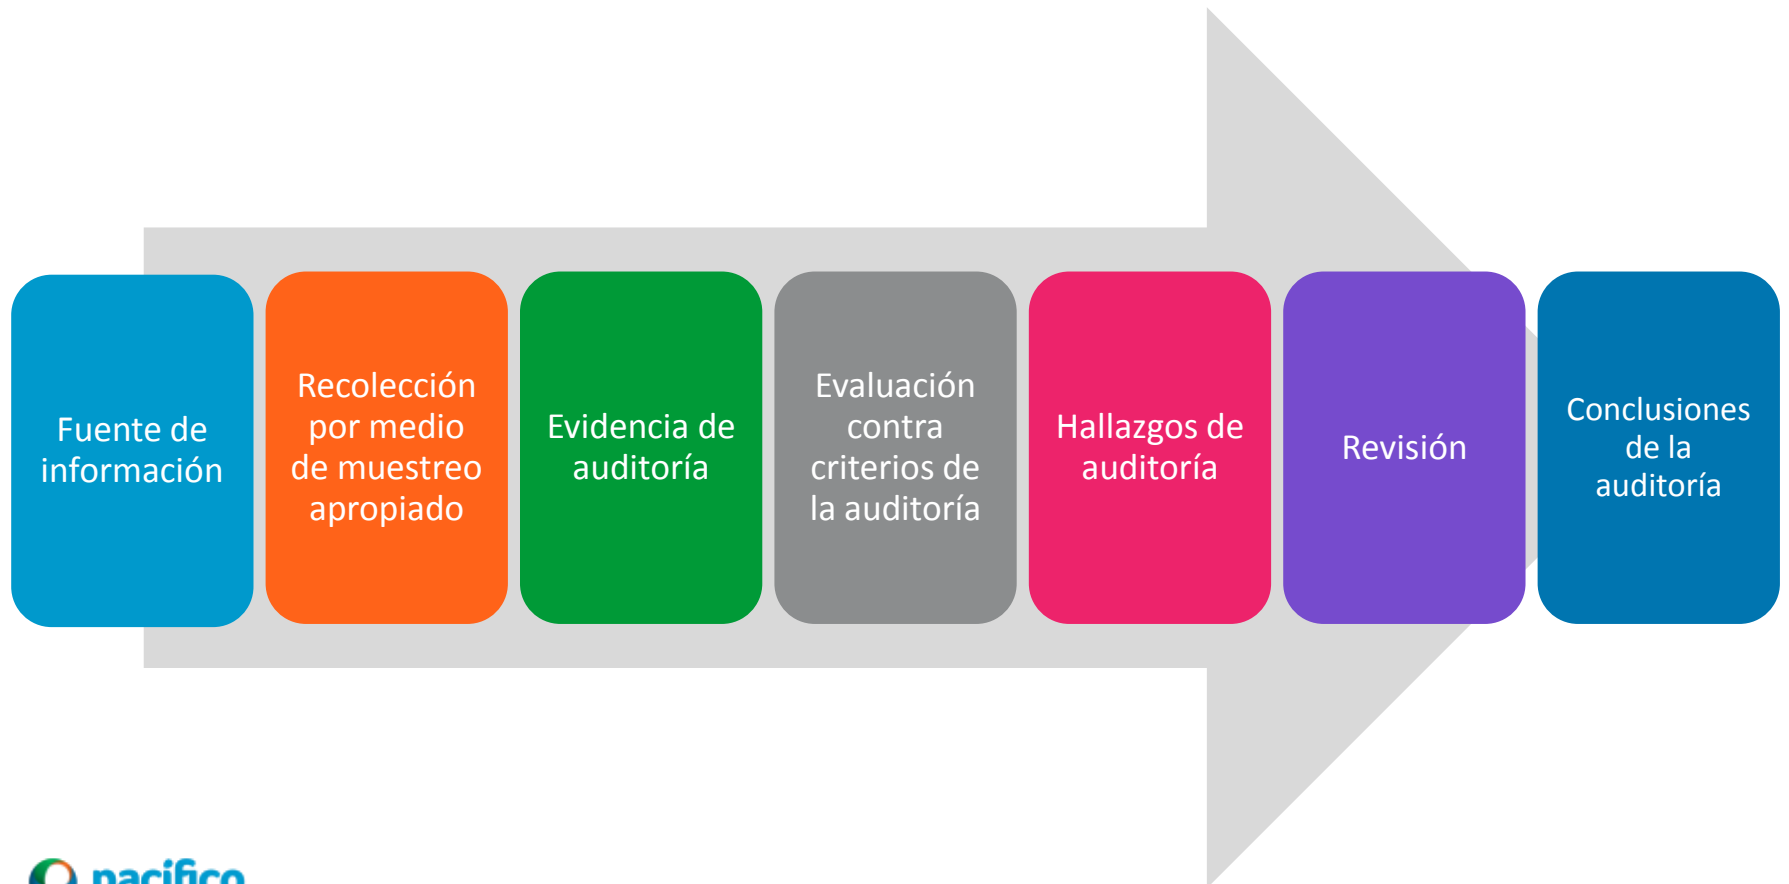 Fuente de
información
Recolección
por medio
de muestreo
apropiado
Evidencia de
auditoría
Evaluación
contra
criterios de
la auditoría
Hallazgos de
auditoría
Revisión
Conclusiones
de la
auditoría
pacifico